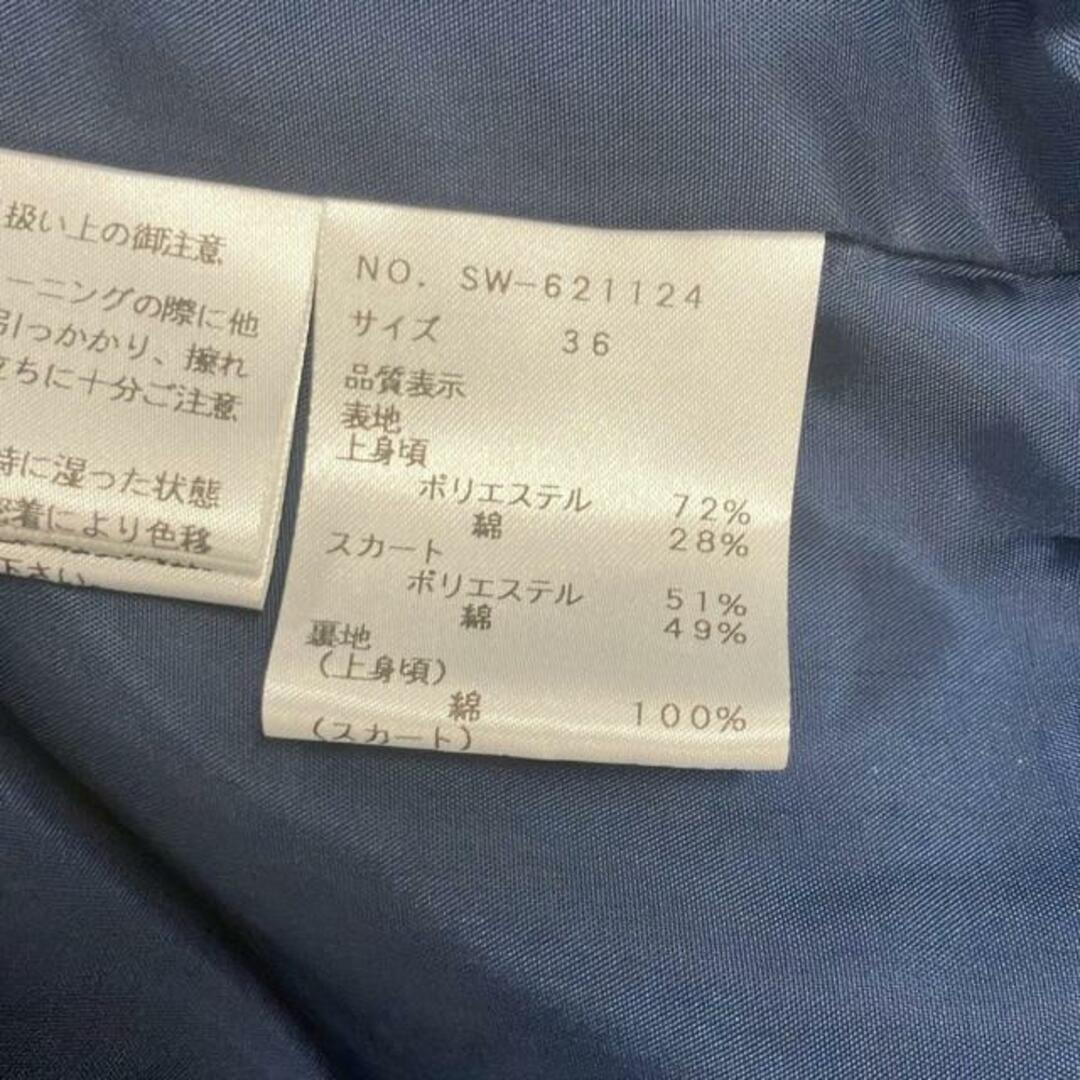 扱い上の御注意
ーニングの際に他
引っかかり、擦れ
立ちに十分ご注意
時に湿った状態
密着により色移
下さい
NO. SW-621124
サイズ 36
品質表示
表地
上身頃
ポリエステル 72%
綿 28%
スカート
ポリエステル 51%
綿 49%
裏地
(上身頃)
綿 100%
(スカート)